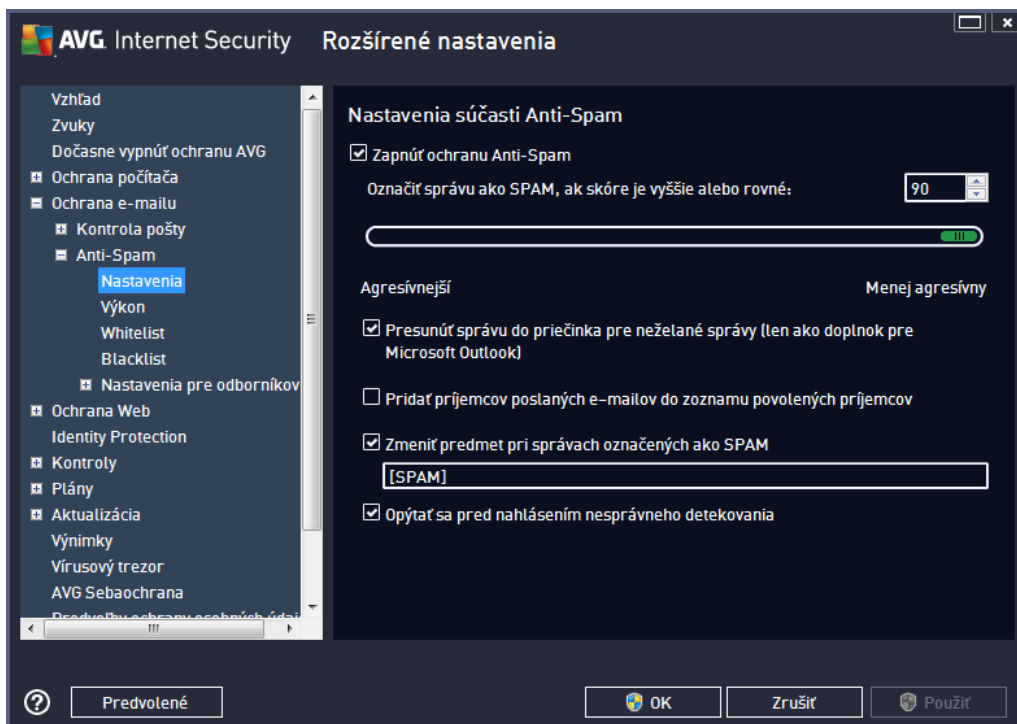 AVG. Internet Security
Rozšírené nastavenia
Vzhľad
Zvuky
Dočasne vypnúť ochranu AVG
Ochrana počítača
Ochrana e-mailu
Kontrola pošty
Anti-Spam
Nastavenia
Výkon
Whitelist
Blacklist
Nastavenia pre odborníkov
Ochrana Web
Identity Protection
Kontroly
Plány
Aktualizácia
Výnimky
Vírusový trezor
AVG Sebaochrana
Nastavenia súčasti Anti-Spam
Zapnúť ochranu Anti-Spam
Označiť správu ako SPAM, ak skóre je vyššie alebo rovné:
90
Agresívnejší
Menej agresívny
Presunúť správu do priečinka pre neželané správy (len ako doplnok pre
Microsoft Outlook)
Pridať príjemcov poslaných e-mailov do zoznamu povolených príjemcov
Zmeniť predmet pri správach označených ako SPAM
[SPAM]
Opýtať sa pred nahlásením nesprávneho detekovania
Predvolené
OK
Zrušiť
Použiť